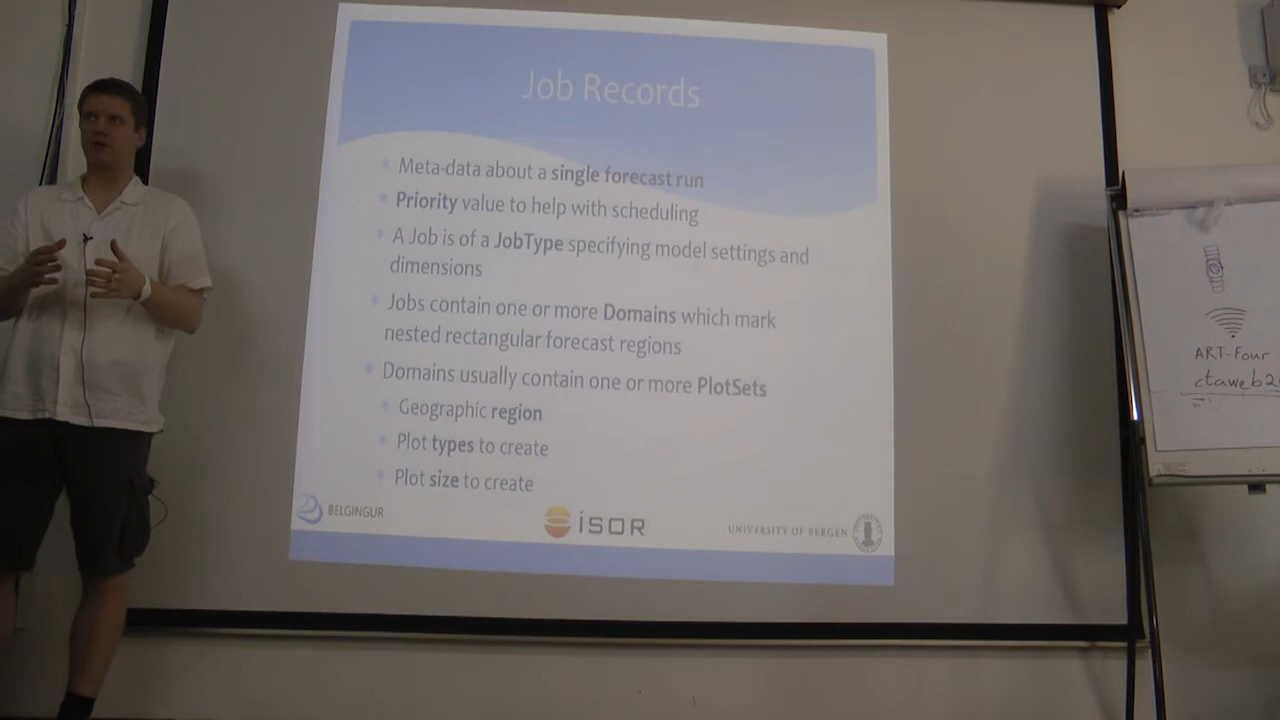 Job Records
Meta-data about a single forecast run
Priority value to help with scheduling
A Job is of a JobType specifying model settings and
dimensions
Jobs contain one or more Domains which mark
nested rectangular forecast regions
Domains usually contain one or more PlotSets
Geographic region
Plot types to create
Plot size to create
BELGINGUR
ÍSOR
UNIVERSITY OF BERGEN
ART-Four
ctaweb2